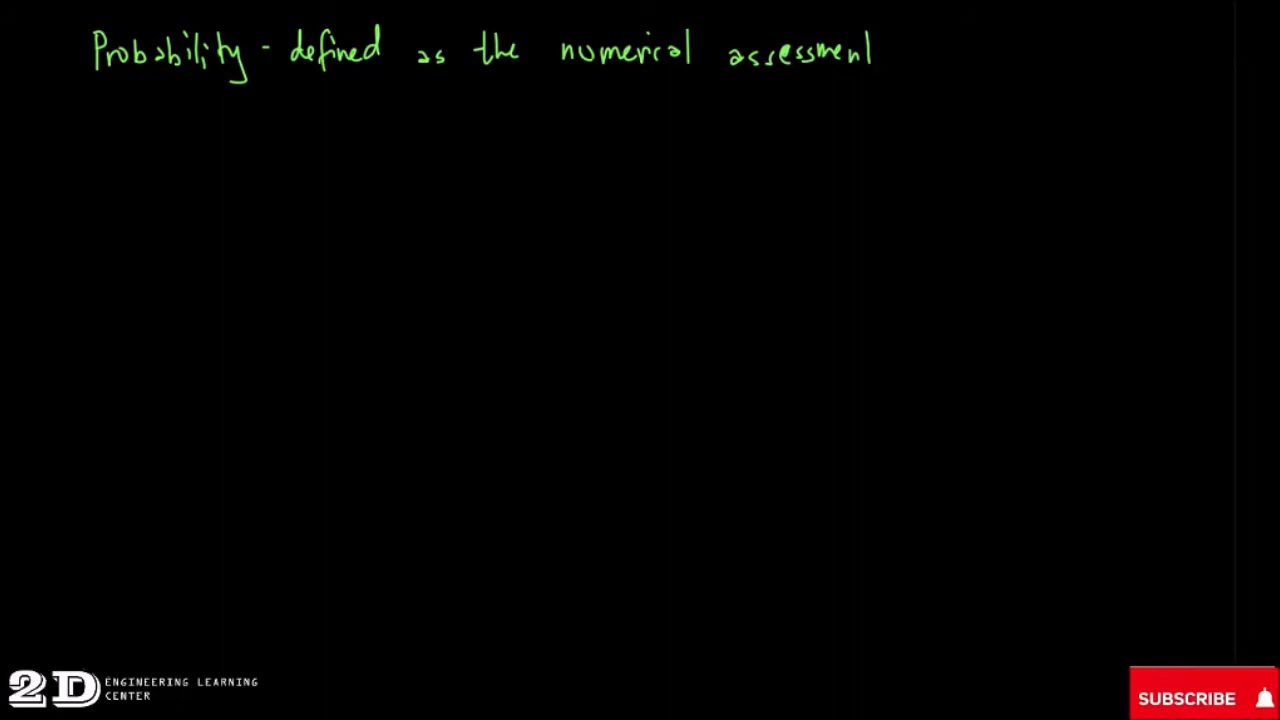 Probability - defined as the numerical assessment
2D ENGINEERING LEARNING
CENTER
SUBSCRIBE